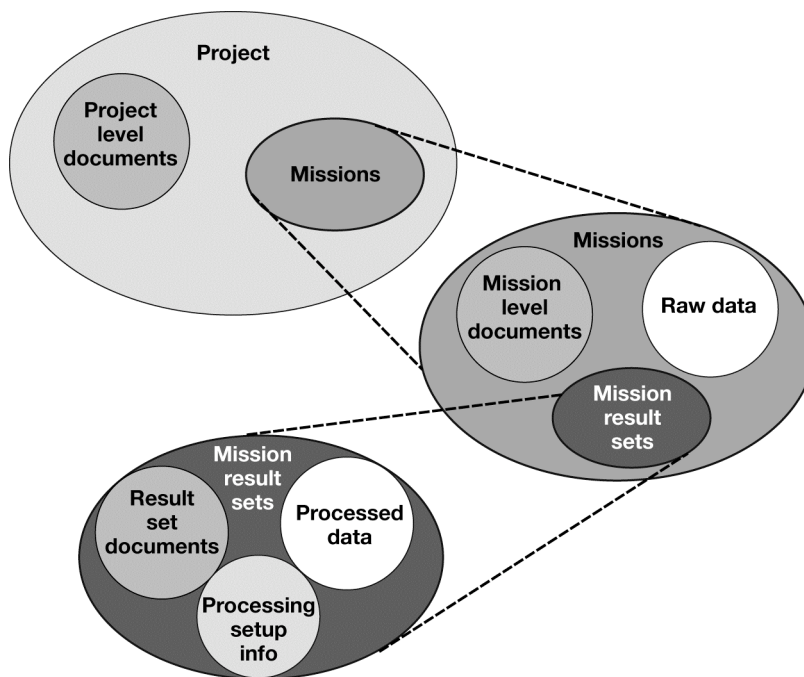 Project
Project
level
documents
Missions
Missions
Mission
level
documents
Raw data
Mission
result
sets
Mission
result
sets
Result
set
documents
Processed
data
Processing
setup
info